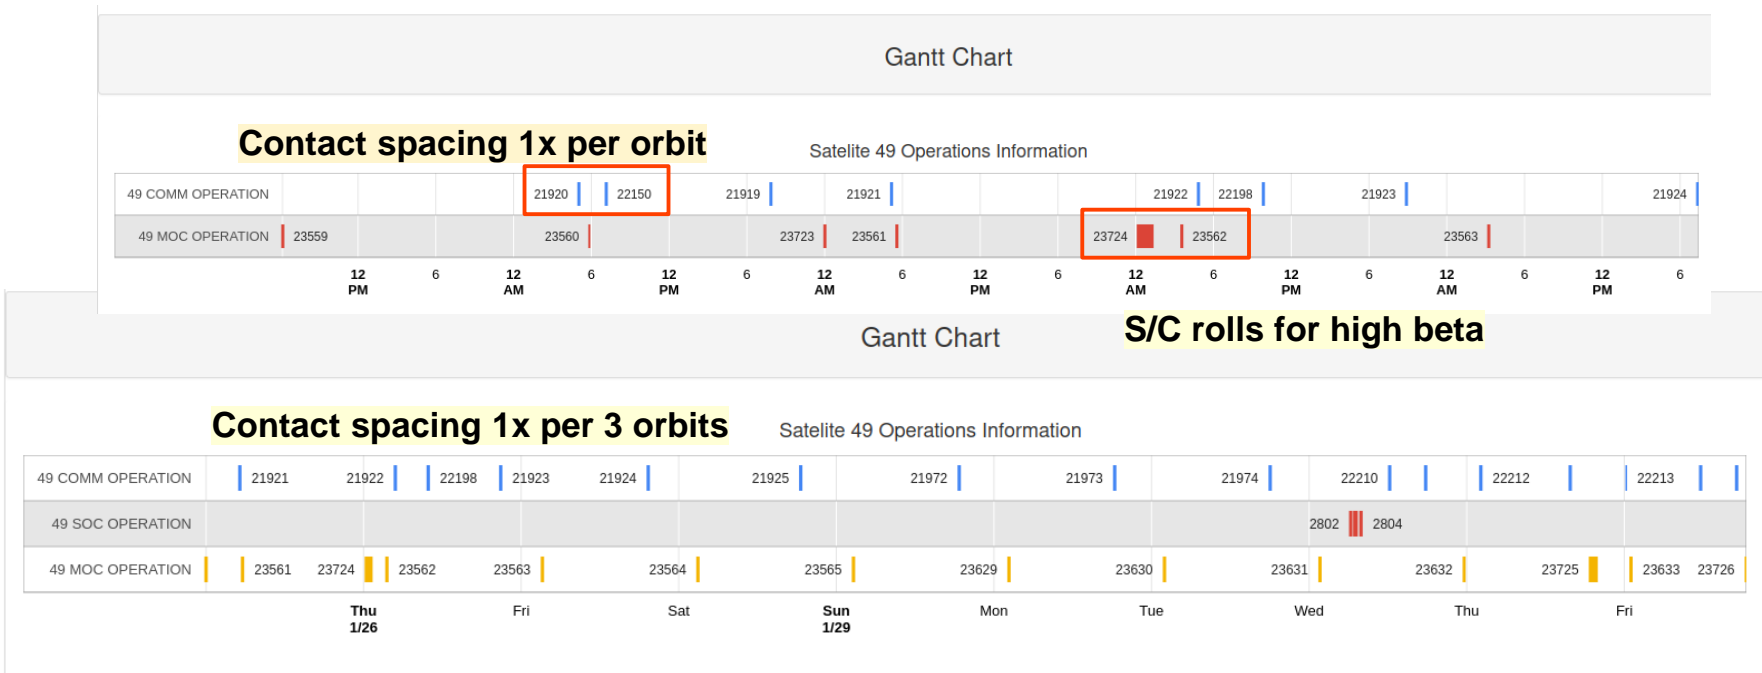 Gantt Chart
Contact spacing 1x per orbit
Satelite 49 Operations Information
49 COMM OPERATION 21920 22150 21919 21921 21922 22198 21923 21924
49 MOC OPERATION 23559 23560 23723 23561 23724 23562 23563
12 6 12 6 12 6 12 6 12 6 12 6 12 6 12 6 12 6
PM AM PM AM PM AM PM AM PM
S/C rolls for high beta
Gantt Chart
Contact spacing 1x per 3 orbits
Satelite 49 Operations Information
49 COMM OPERATION 21921 21922 22198 21923 21924 21925 21972 21973 21974 22210 22212 22213
49 SOC OPERATION 2802 2804
49 MOC OPERATION 23561 23724 23562 23563 23564 23565 23629 23630 23631 23632 23725 23633 23726
Thu Fri Sat Sun Mon Tue Wed Thu Fri
1/26 1/29